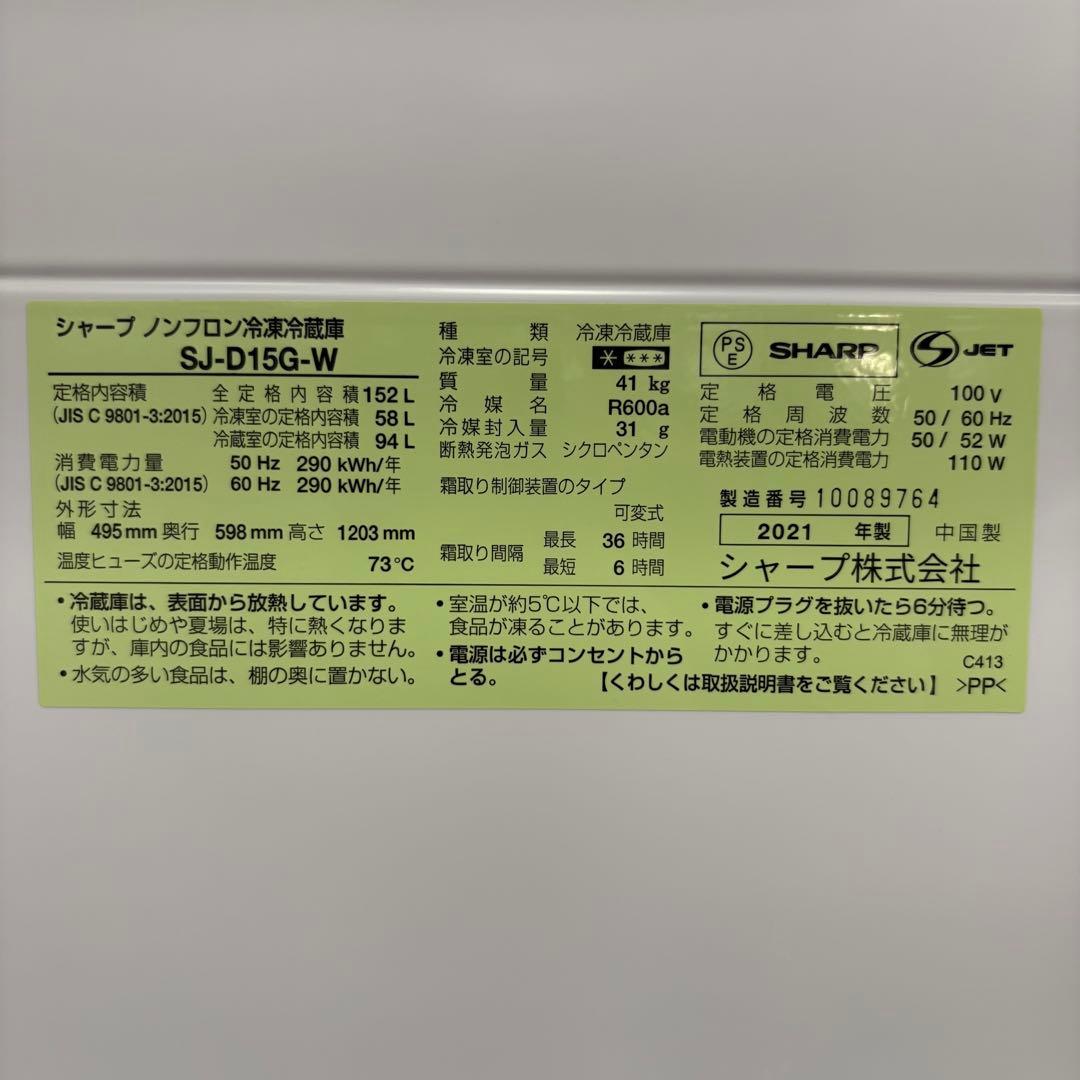 シャープ ノンフロン冷凍冷蔵庫
SJ-D15G-W
定格内容積 全定格内容積 152 L
(JIS C 9801-3:2015) 冷凍室の定格内容積 58 L
冷蔵室の定格内容積 94 L
消費電力量 50 Hz 290 kWh/年
(JIS C 9801-3:2015) 60 Hz 290 kWh/年
外形寸法
幅 495 mm 奥行 598 mm 高さ 1203 mm
温度ヒューズの定格動作温度 73℃
種類 冷凍冷蔵庫
冷凍室の記号 * ***
質量 41 kg
冷媒名 R600a
冷媒封入量 31 g
断熱発泡ガス シクロペンタン
霜取り制御装置のタイプ
可変式
霜取り間隔 最長 36 時間
最短 6 時間
PS
E
SHARP
S JET
定格電圧 100 V
定格周波数 50 / 60 Hz
電動機の定格消費電力 50 / 52 W
電熱装置の定格消費電力 110 W
製造番号 10089764
2021 年製 中国製
シャープ株式会社
・冷蔵庫は、表面から放熱しています。
使いはじめや夏場は、特に熱くなりま
すが、庫内の食品には影響ありません。
・水気の多い食品は、棚の奥に置かない。
・室温が約5℃以下では、
食品が凍ることがあります。
・電源は必ずコンセントから
とる。
・電源プラグを抜いたら6分待つ。
すぐに差し込むと冷蔵庫に無理が
かかります。
C413
【くわしくは取扱説明書をご覧ください】 >PP<